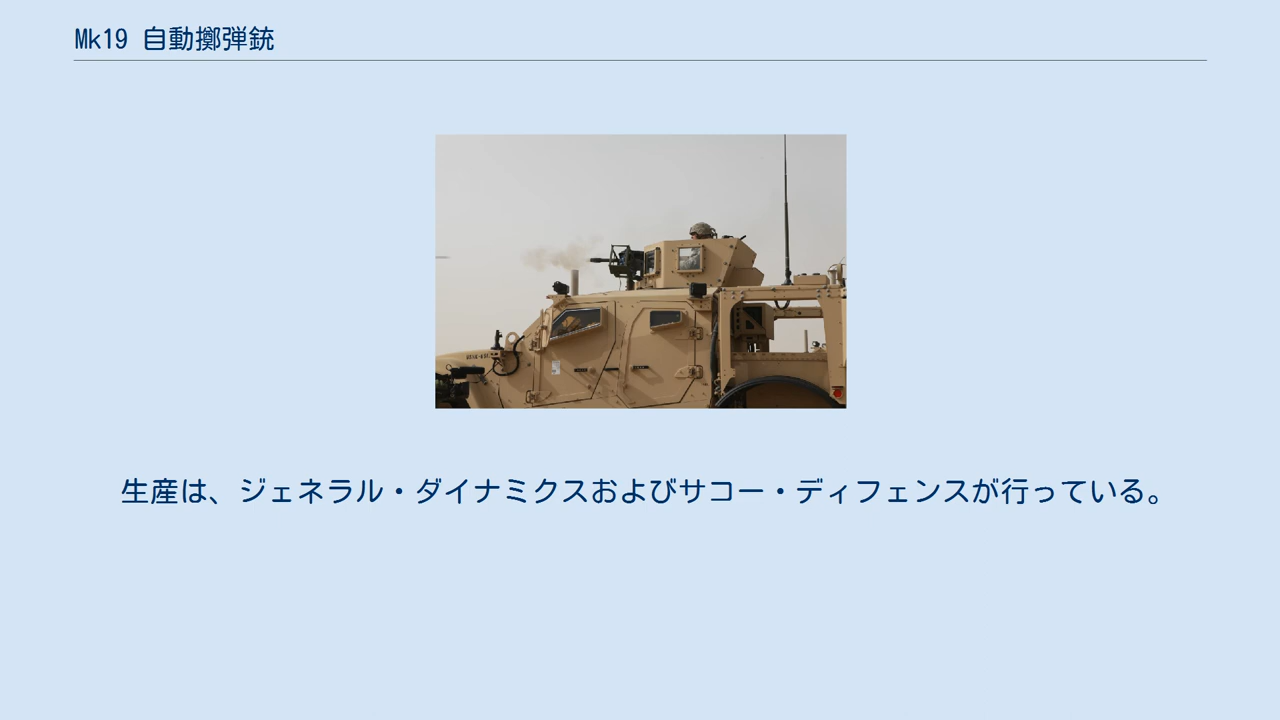 Mk19 自動擲弾銃
生産は、ジェネラル・ダイナミクスおよびサコー・ディフェンスが行っている。